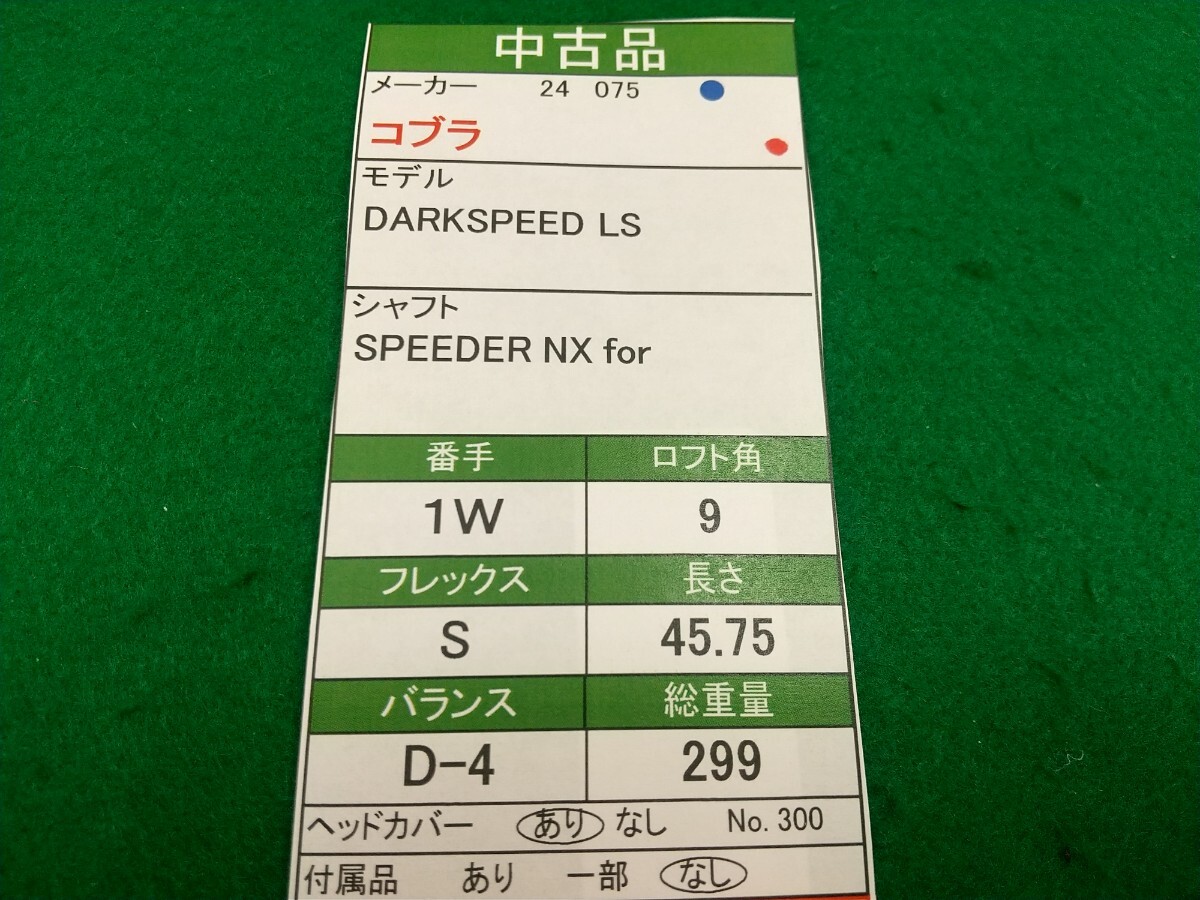 中古品
メーカー 24 075
コブラ
モデル
DARKSPEED LS
シャフト
SPEEDER NX for
番手 ロフト角
1W 9
フレックス 長さ
S 45.75
バランス 総重量
D-4 299
ヘッドカバー あり なし No. 300
付属品 あり 一部 なし